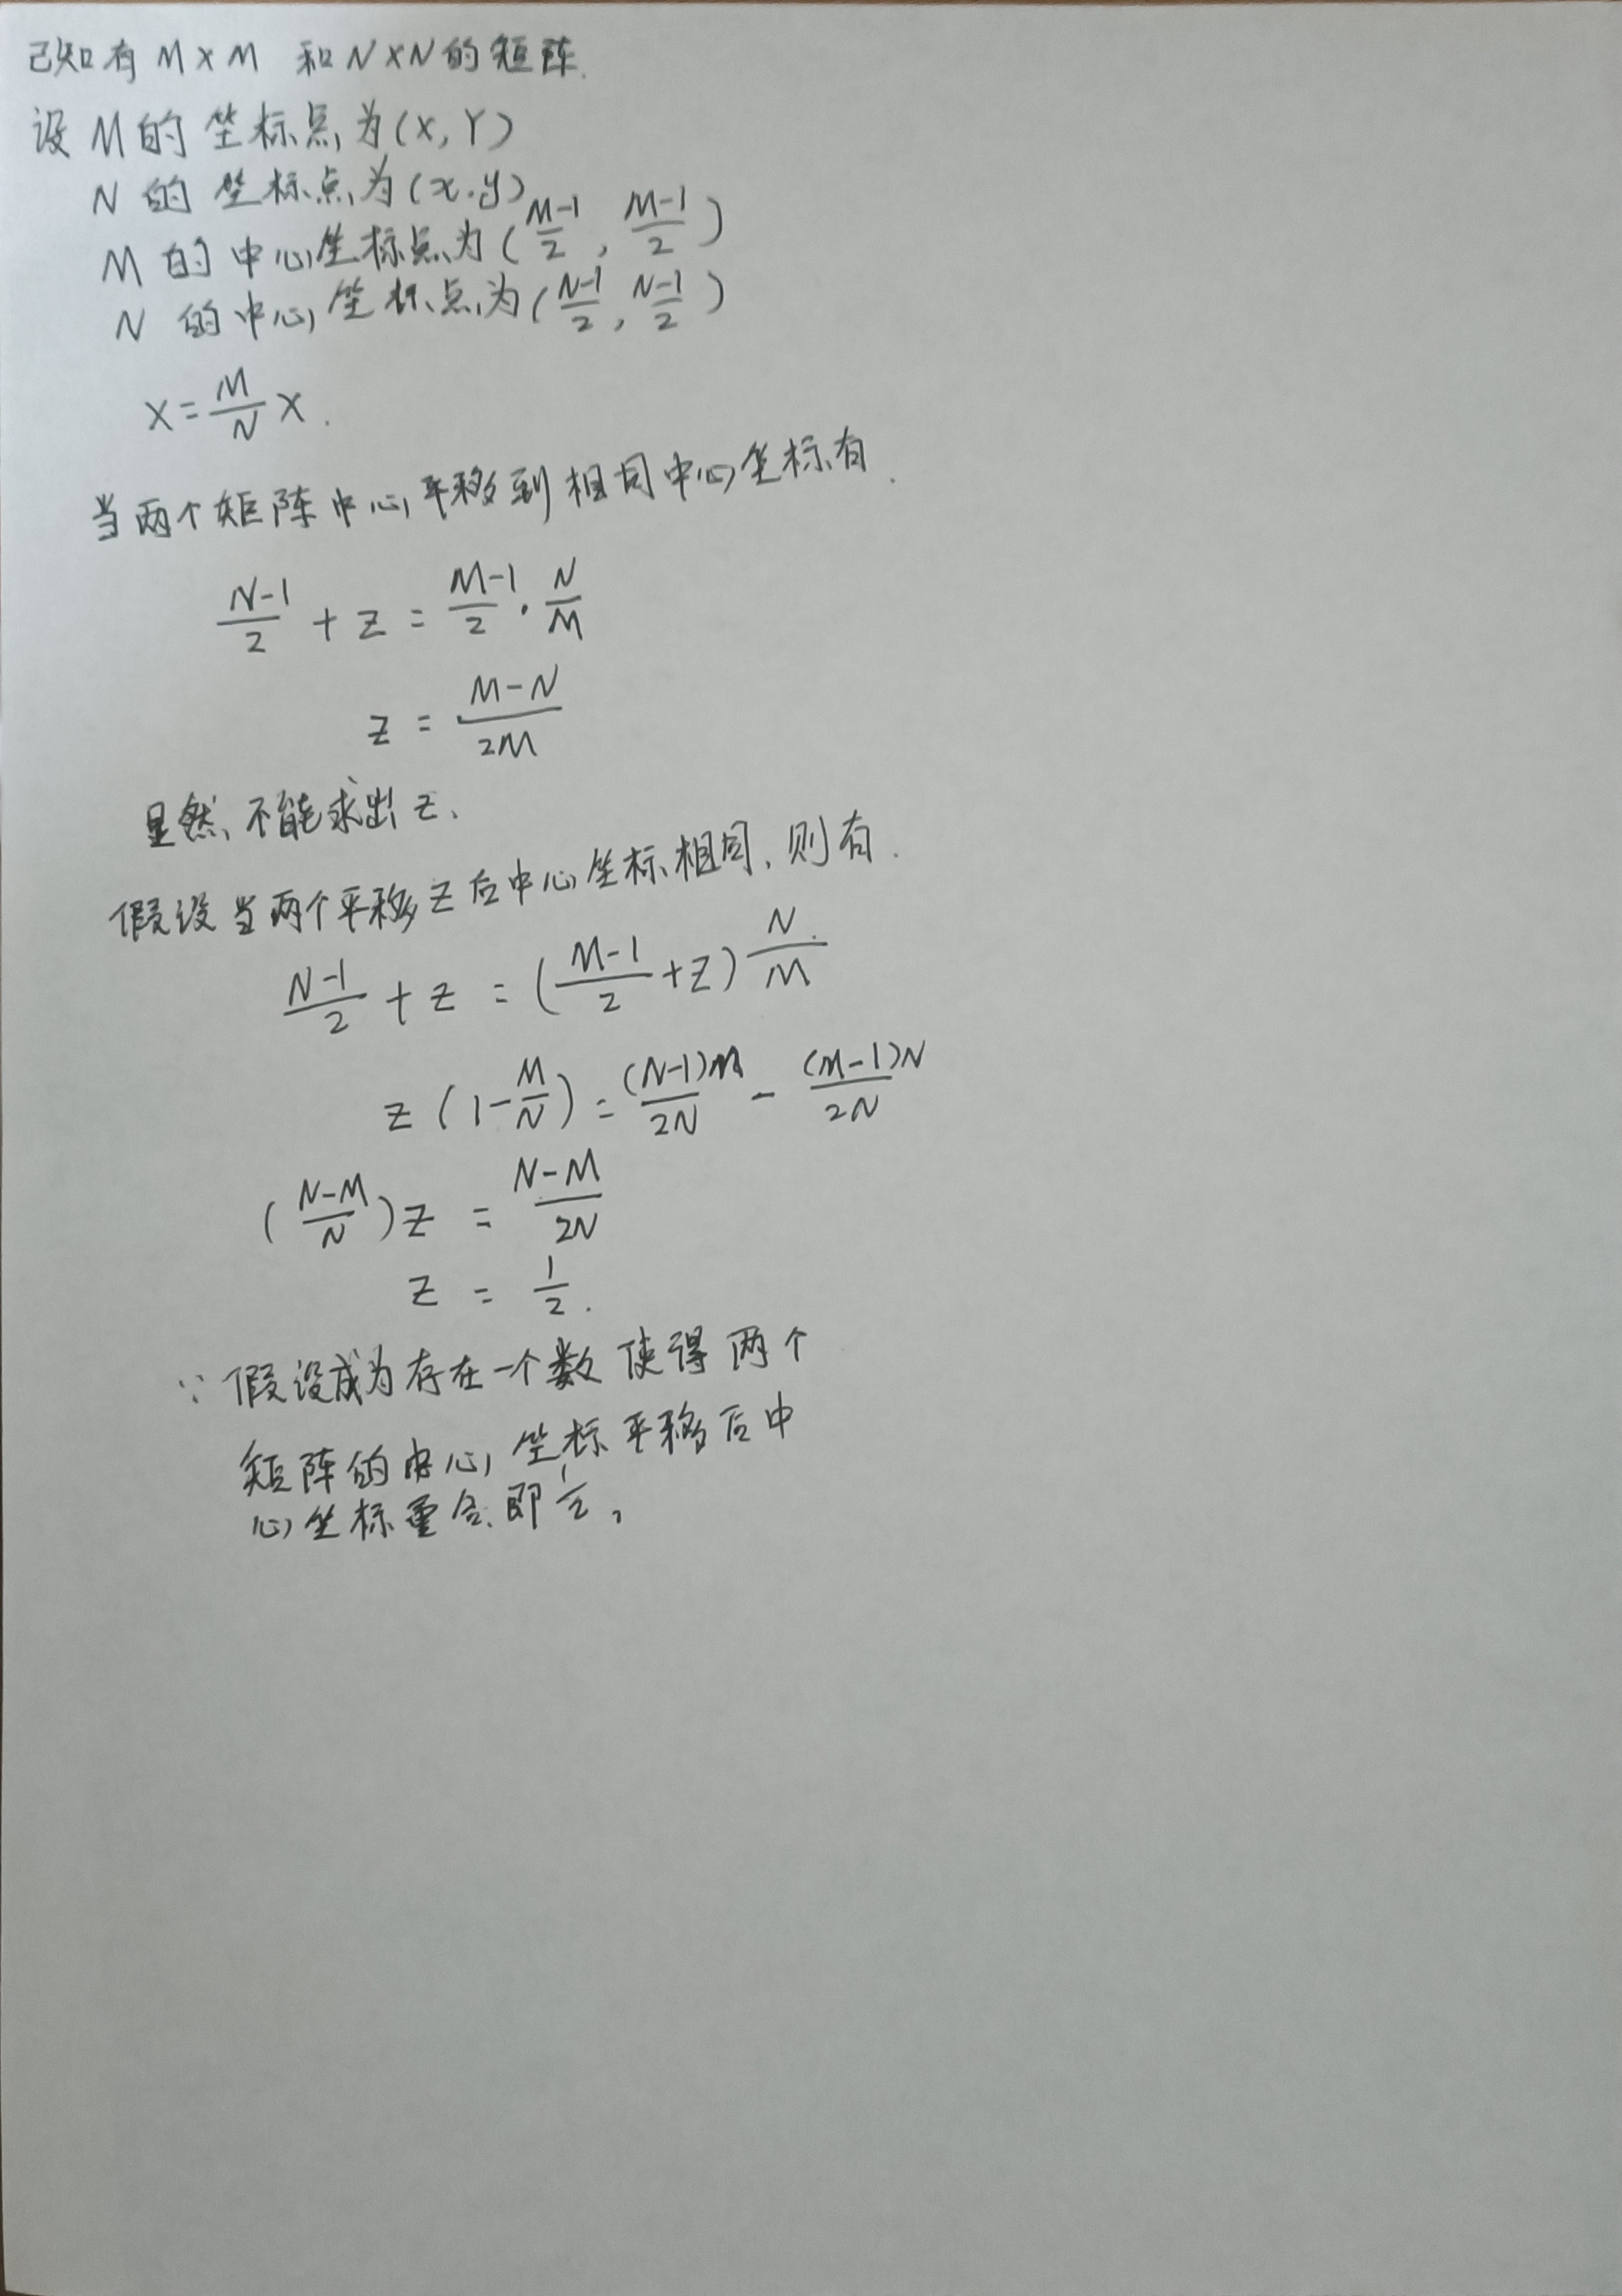 已知有 M×M 和 N×N的矩阵.
设 M的 坐标点为(X,Y)
N 的 坐标点为(x.y)
M 的 中心坐标点为 (\frac{M-1}{2}, \frac{M-1}{2})
N 的中心坐标点为(\frac{N-1}{2}, \frac{N-1}{2})
X=\frac{M}{N}X.
当两个矩阵中心平移到相同中心坐标有.
\frac{N-1}{2} + z = \frac{M-1}{2}·\frac{N}{M}
z = \frac{M-N}{2M}
显然,不能求出 z.
假设当两个平移z后中心坐标相同,则有.
\frac{N-1}{2} + z = (\frac{M-1}{2}+z)\frac{N}{M}
z(1-\frac{M}{N}) = \frac{(N-1)M}{2N} - \frac{(M-1)N}{2N}
(\frac{N-M}{N})z = \frac{N-M}{2N}
z = \frac{1}{2}.
∵假设成为存在一个数使得两个
矩阵的中心坐标平移后中
心坐标重合.即\frac{1}{2},